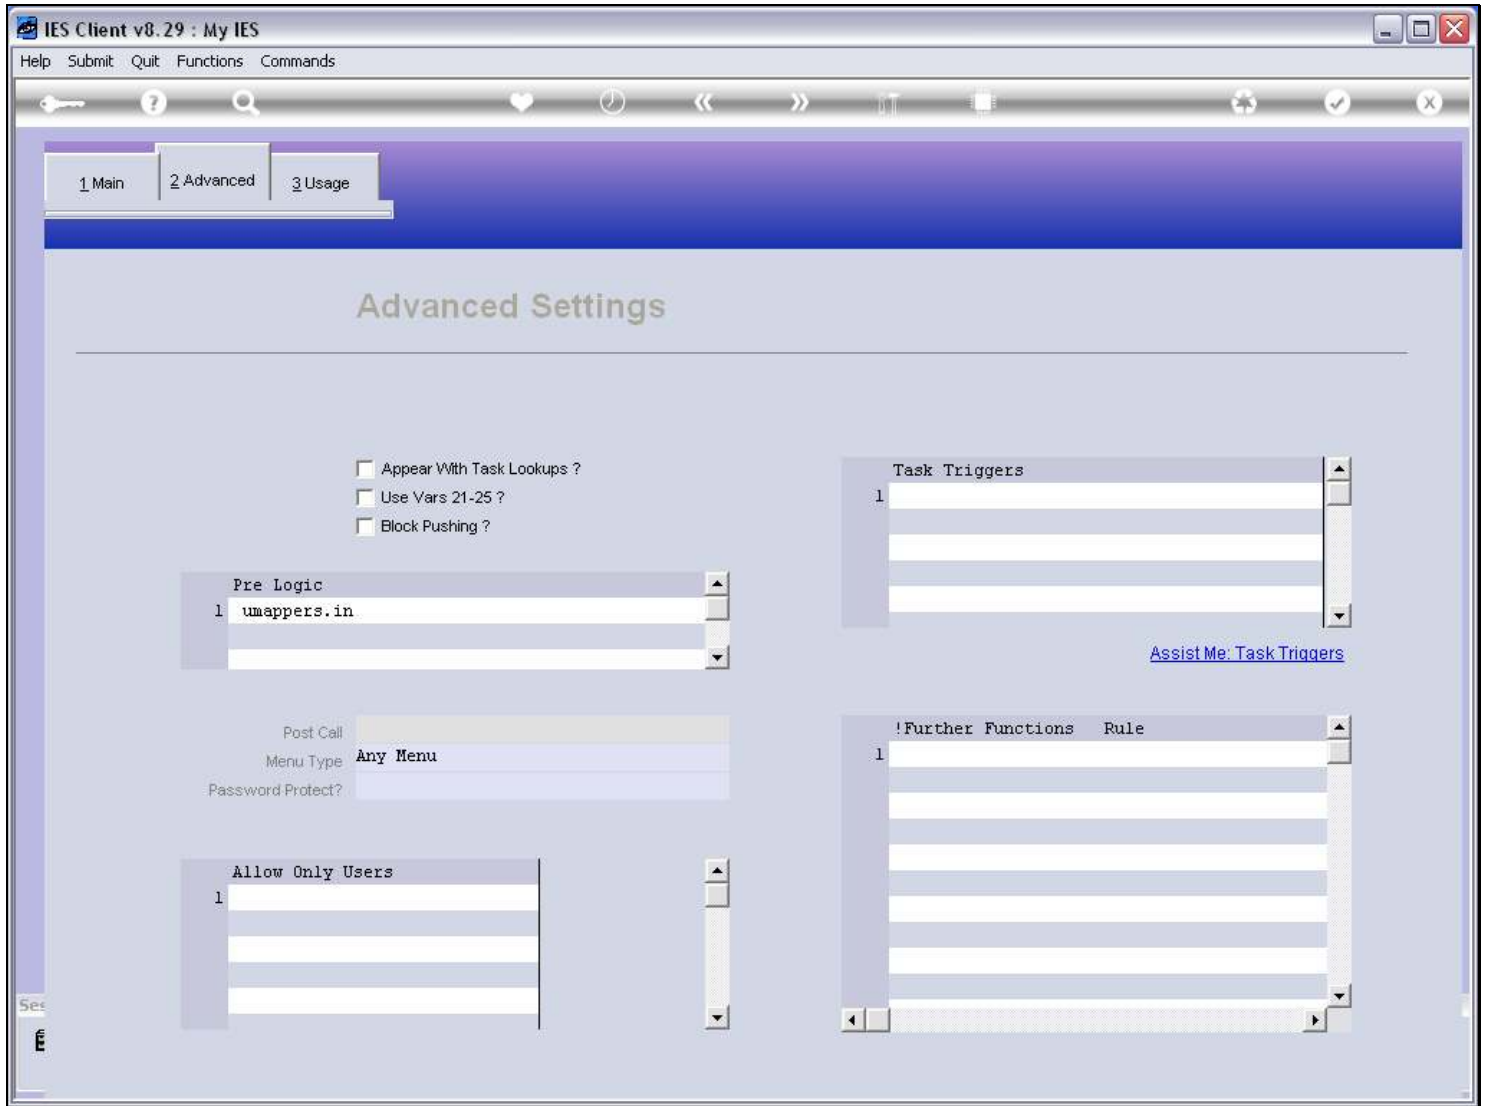 IES Client v8.29 : My IES
Help Submit Quit Functions Commands
1 Main
2 Advanced
3 Usage
Advanced Settings
Appear With Task Lookups ?
Use Vars 21-25 ?
Block Pushing ?
Pre Logic
1 umappers.in
Post Call
Menu Type Any Menu
Password Protect?
Allow Only Users
1
Task Triggers
1
Assist Me: Task Triggers
!Further Functions Rule
1